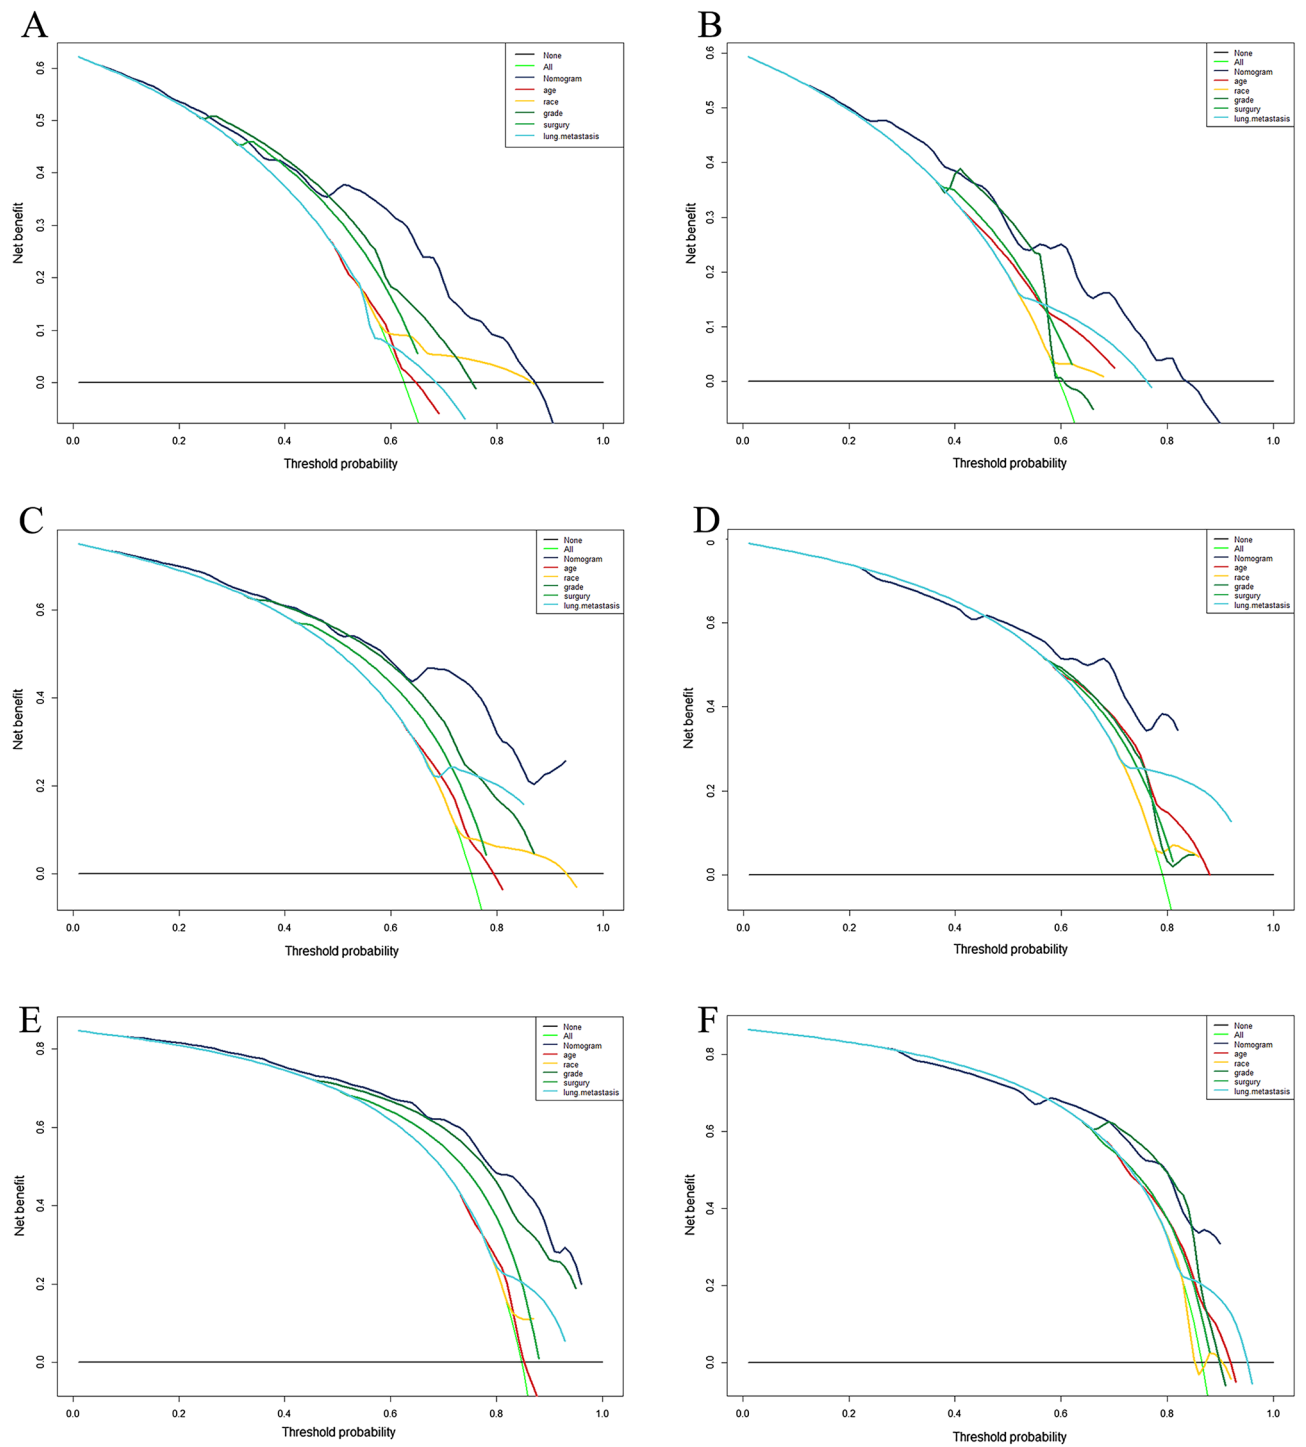 A
None
All
Nomogram
age
race
grade
surgury
lung.metastasis
Net benefit
0.6
0.5
0.4
0.3
0.2
0.1
0.0
0.0 0.2 0.4 0.6 0.8 1.0
Threshold probability
B
None
All
Nomogram
age
race
grade
surgury
lung.metastasis
Net benefit
0.6
0.5
0.4
0.3
0.2
0.1
0.0
0.0 0.2 0.4 0.6 0.8 1.0
Threshold probability
C
None
All
Nomogram
age
race
grade
surgury
lung.metastasis
Net benefit
0.6
0.4
0.2
0.0
0.0 0.2 0.4 0.6 0.8 1.0
Threshold probability
D
None
All
Nomogram
age
race
grade
surgury
lung.metastasis
Net benefit
0
0.6
0.4
0.2
0.0
0.0 0.2 0.4 0.6 0.8 1.0
Threshold probability
E
None
All
Nomogram
age
race
grade
surgury
lung.metastasis
Net benefit
0.8
0.6
0.4
0.2
0.0
0.0 0.2 0.4 0.6 0.8 1.0
Threshold probability
F
None
All
Nomogram
age
race
grade
surgury
lung.metastasis
Net benefit
0.8
0.6
0.4
0.2
0.0
0.0 0.2 0.4 0.6 0.8 1.0
Threshold probability